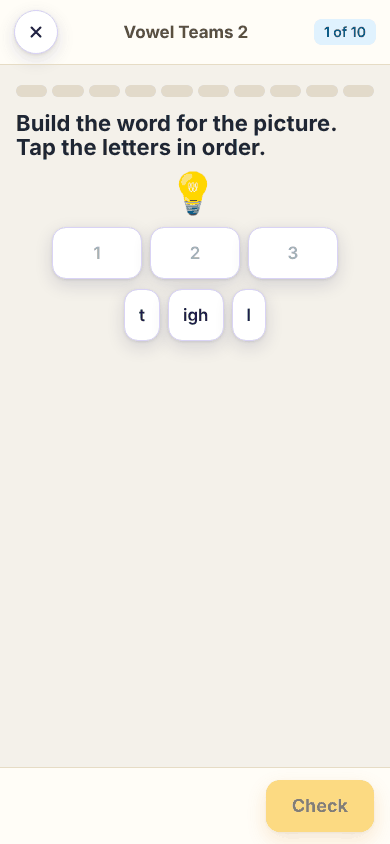 Vowel Teams 2
1 of 10
Build the word for the picture.
Tap the letters in order.
1 2 3
t igh l
Check